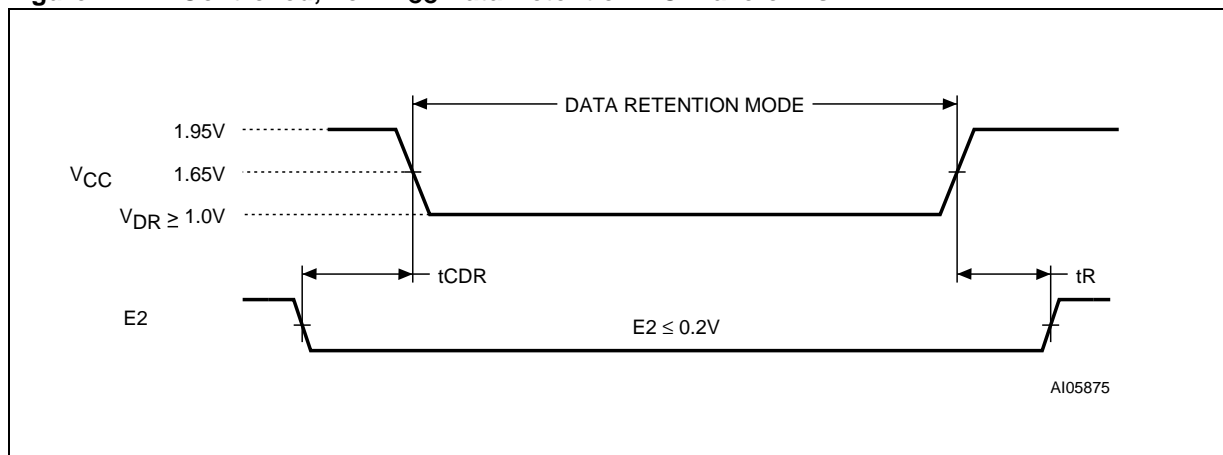 DATA RETENTION MODE
1.95V
VCC 1.65V
VDR ≥ 1.0V
tCDR
tR
E2
E2 ≤ 0.2V
AI05875